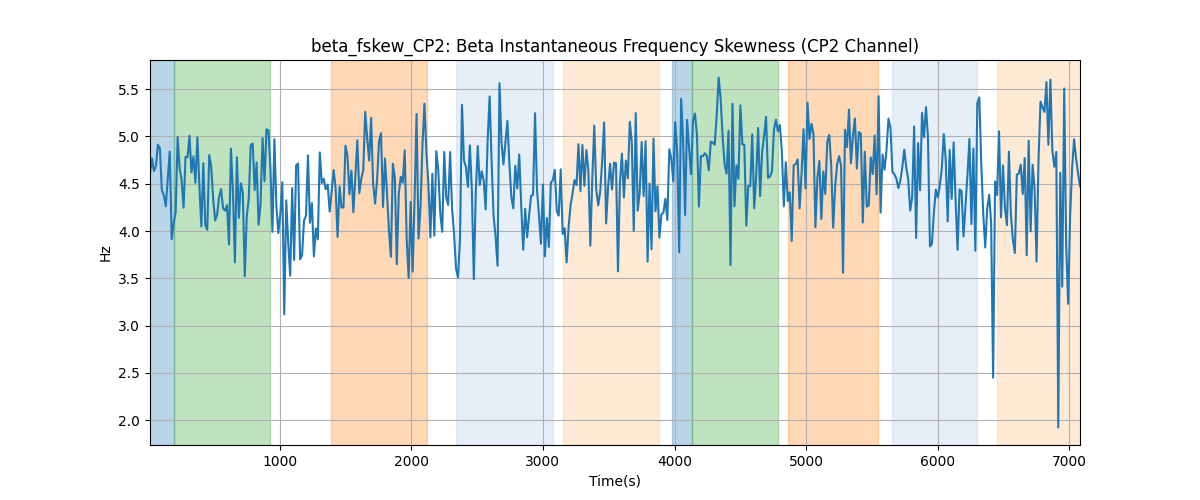 beta_fskew_CP2: Beta Instantaneous Frequency Skewness (CP2 Channel)
5.5
5.0
4.5
4.0
3.5
3.0
2.5
2.0
Hz
1000 2000 3000 4000 5000 6000 7000
Time(s)